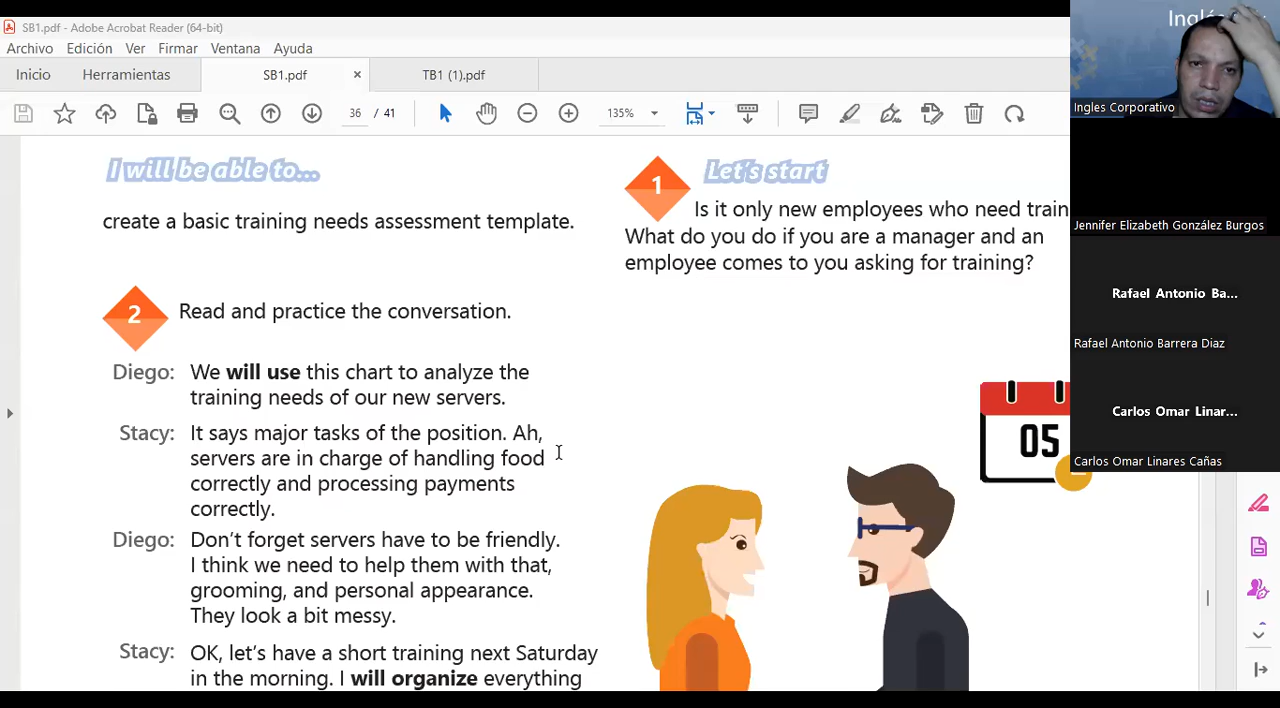 SB1.pdf - Adobe Acrobat Reader (64-bit)
Archivo Edición Ver Firmar Ventana Ayuda
Inicio Herramientas SB1.pdf × TB1 (1).pdf
36 / 41 135%
I will be able to...
create a basic training needs assessment template.
1 Let's start
Is it only new employees who need train
What do you do if you are a manager and an
employee comes to you asking for training?
2 Read and practice the conversation.
Diego: We will use this chart to analyze the
training needs of our new servers.
Stacy: It says major tasks of the position. Ah,
servers are in charge of handling food
correctly and processing payments
correctly.
Diego: Don't forget servers have to be friendly.
I think we need to help them with that,
grooming, and personal appearance.
They look a bit messy.
Stacy: OK, let's have a short training next Saturday
in the morning. I will organize everything
05
Ingles Corporativo
Jennifer Elizabeth González Burgos
Rafael Antonio Ba...
Rafael Antonio Barrera Diaz
Carlos Omar Linar...
Carlos Omar Linares Cañas